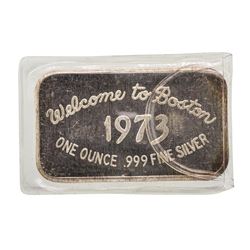 Welcome to Boston
1973
ONE OUNCE .999 FINE SILVER